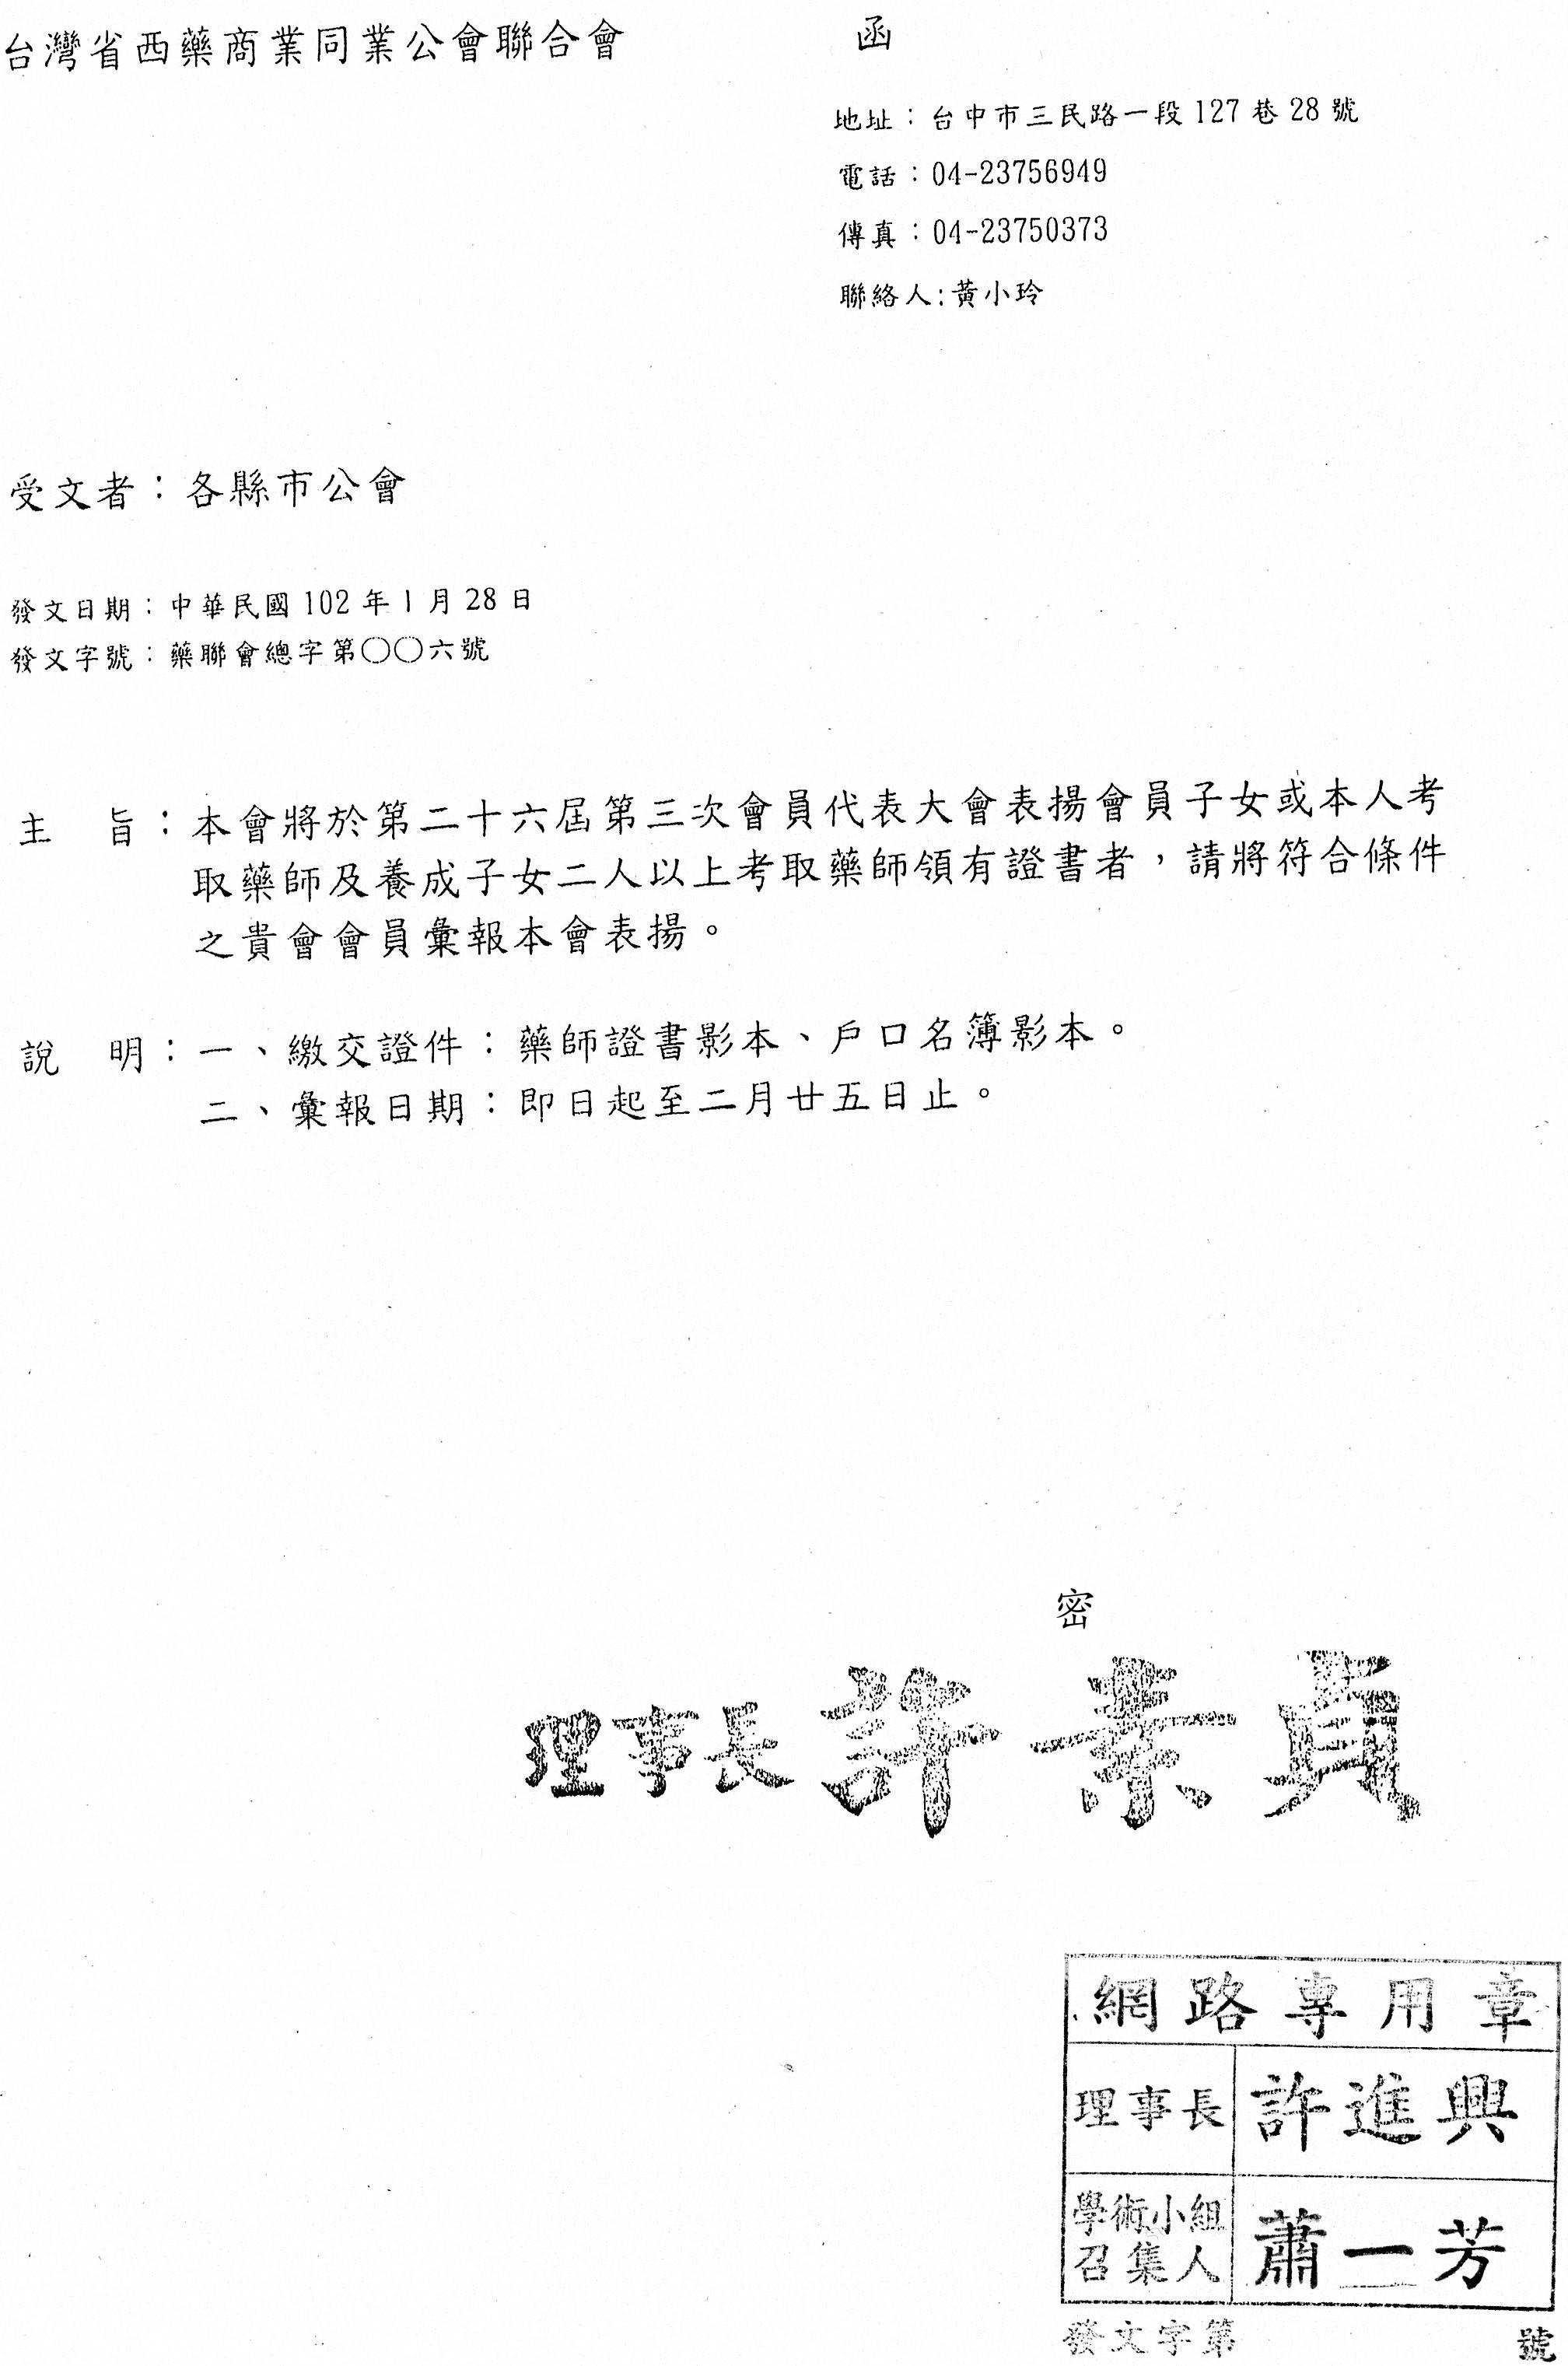 台灣省西藥商業同業公會聯合會 函
地址：台中市三民路一段 127 巷 28 號
電話：04-23756949
傳真：04-23750373
聯絡人:黃小玲
受文者：各縣市公會
發文日期：中華民國 102 年 1 月 28 日
發文字號：藥聯會總字第〇〇六號
主 旨：本會將於第二十六屆第三次會員代表大會表揚會員子女或本人考
取藥師及養成子女二人以上考取藥師領有證書者，請將符合條件
之貴會會員彙報本會表揚。
說 明：一、繳交證件：藥師證書影本、戶口名簿影本。
二、彙報日期：即日起至二月廿五日止。
密
理事長 許業貞
網路專用章
理事長 許進興
學術小組
召集人 蕭一芳
發文字第 號